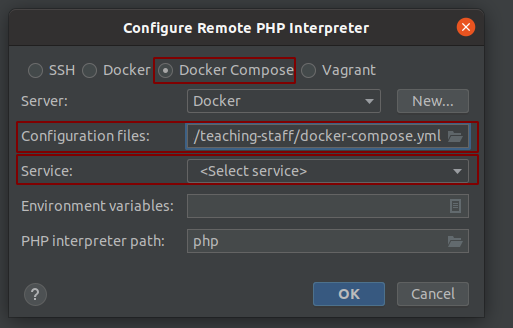 Configure Remote PHP Interpreter
SSH Docker Docker Compose Vagrant
Server: Docker New...
Configuration files: /teaching-staff/docker-compose.yml
Service: <Select service>
Environment variables:
PHP interpreter path: php
? OK Cancel